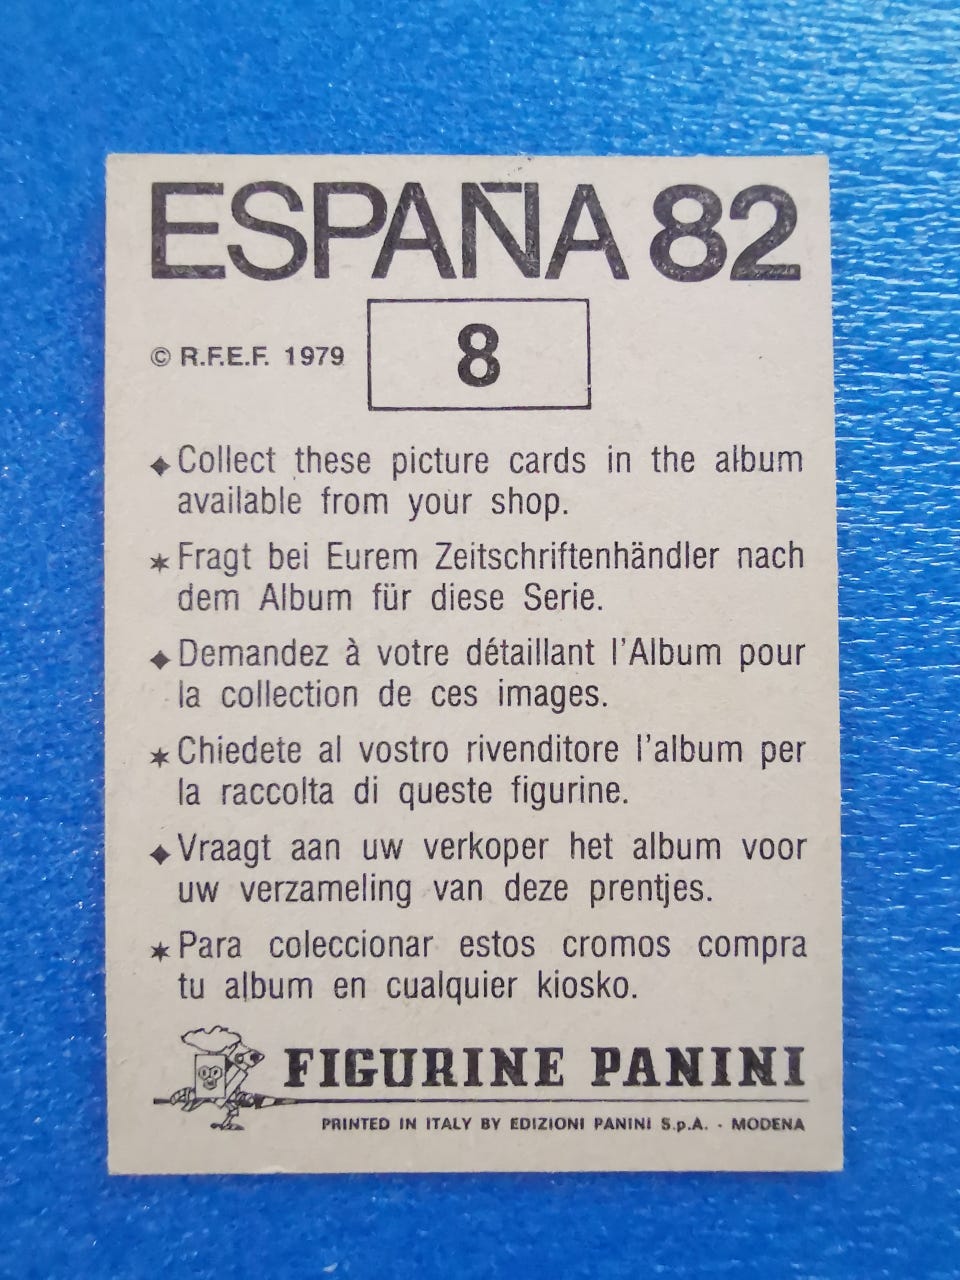 ESPAÑA 82
© R.F.E.F. 1979
8
◆ Collect these picture cards in the album
available from your shop.
✶ Fragt bei Eurem Zeitschriftenhändler nach
dem Album für diese Serie.
◆ Demandez à votre détaillant l'Album pour
la collection de ces images.
✶ Chiedete al vostro rivenditore l'album per
la raccolta di queste figurine.
◆ Vraagt aan uw verkoper het album voor
uw verzameling van deze prentjes.
✶ Para coleccionar estos cromos compra
tu album en cualquier kiosko.
FIGURINE PANINI
PRINTED IN ITALY BY EDIZIONI PANINI S.p.A. - MODENA